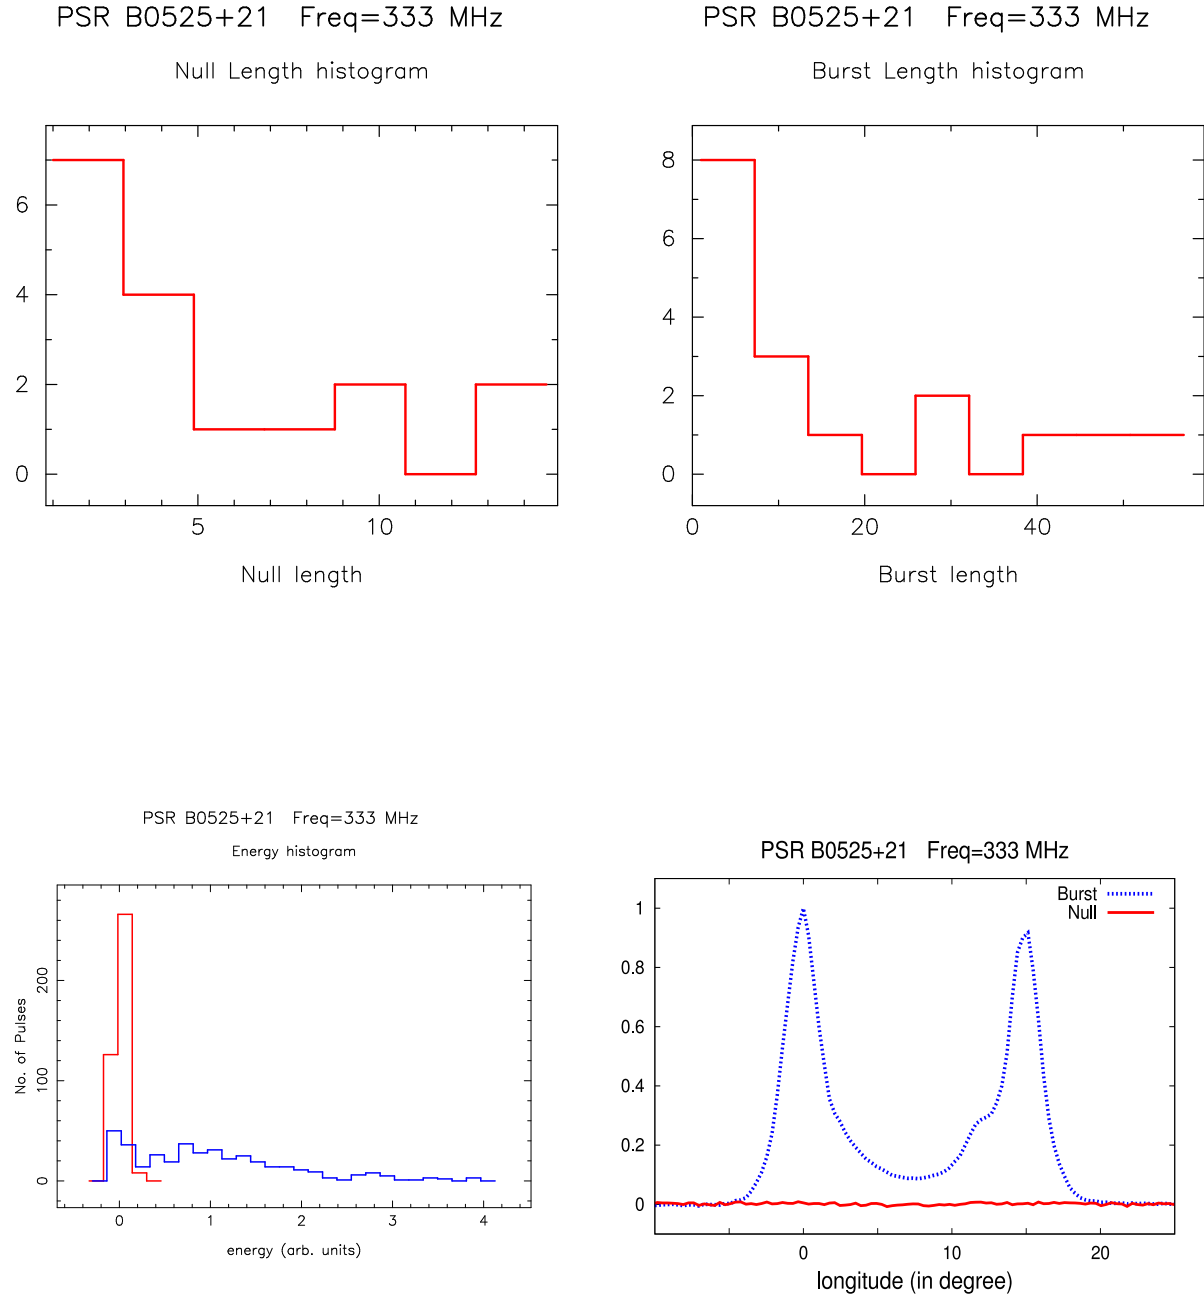 PSR B0525+21 Freq=333 MHz
Null Length histogram
6
4
2
0
5
10
Null length
PSR B0525+21 Freq=333 MHz
Burst Length histogram
8
6
4
2
0
0
20
40
Burst length
PSR B0525+21 Freq=333 MHz
Energy histogram
No. of Pulses
200
100
0
0
1
2
3
4
energy (arb. units)
PSR B0525+21 Freq=333 MHz
Burst
Null
1
0.8
0.6
0.4
0.2
0
0
10
20
longitude (in degree)